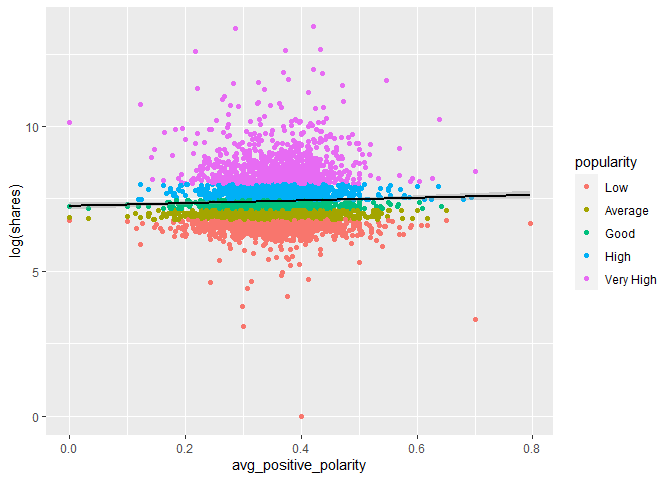 10
5
0
log(shares)
0.0 0.2 0.4 0.6 0.8
avg_positive_polarity
popularity
Low
Average
Good
High
Very High